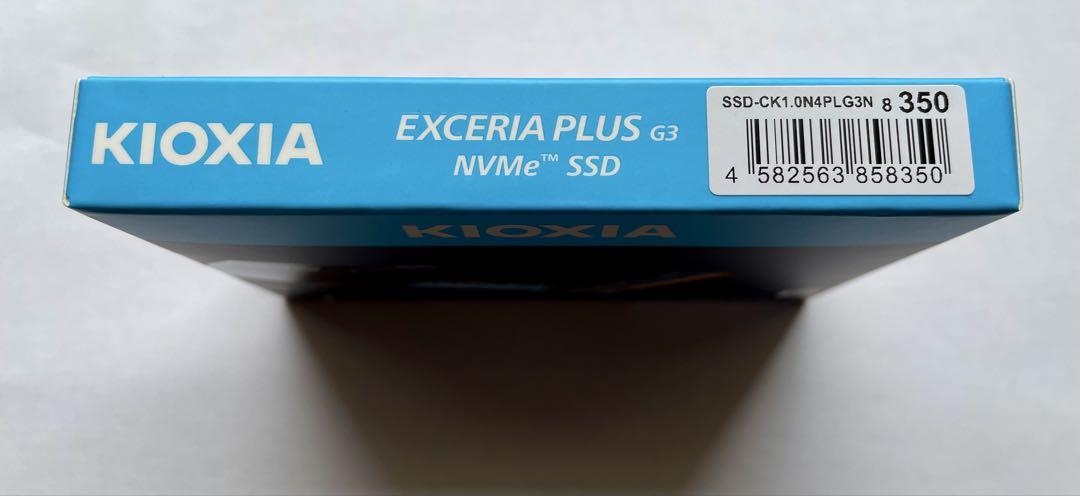 KIOXIA
EXCERIA PLUS G3
NVMe™ SSD
SSD-CK1.0N4PLG3N 8 350
4 582563 858350
KIOXIA